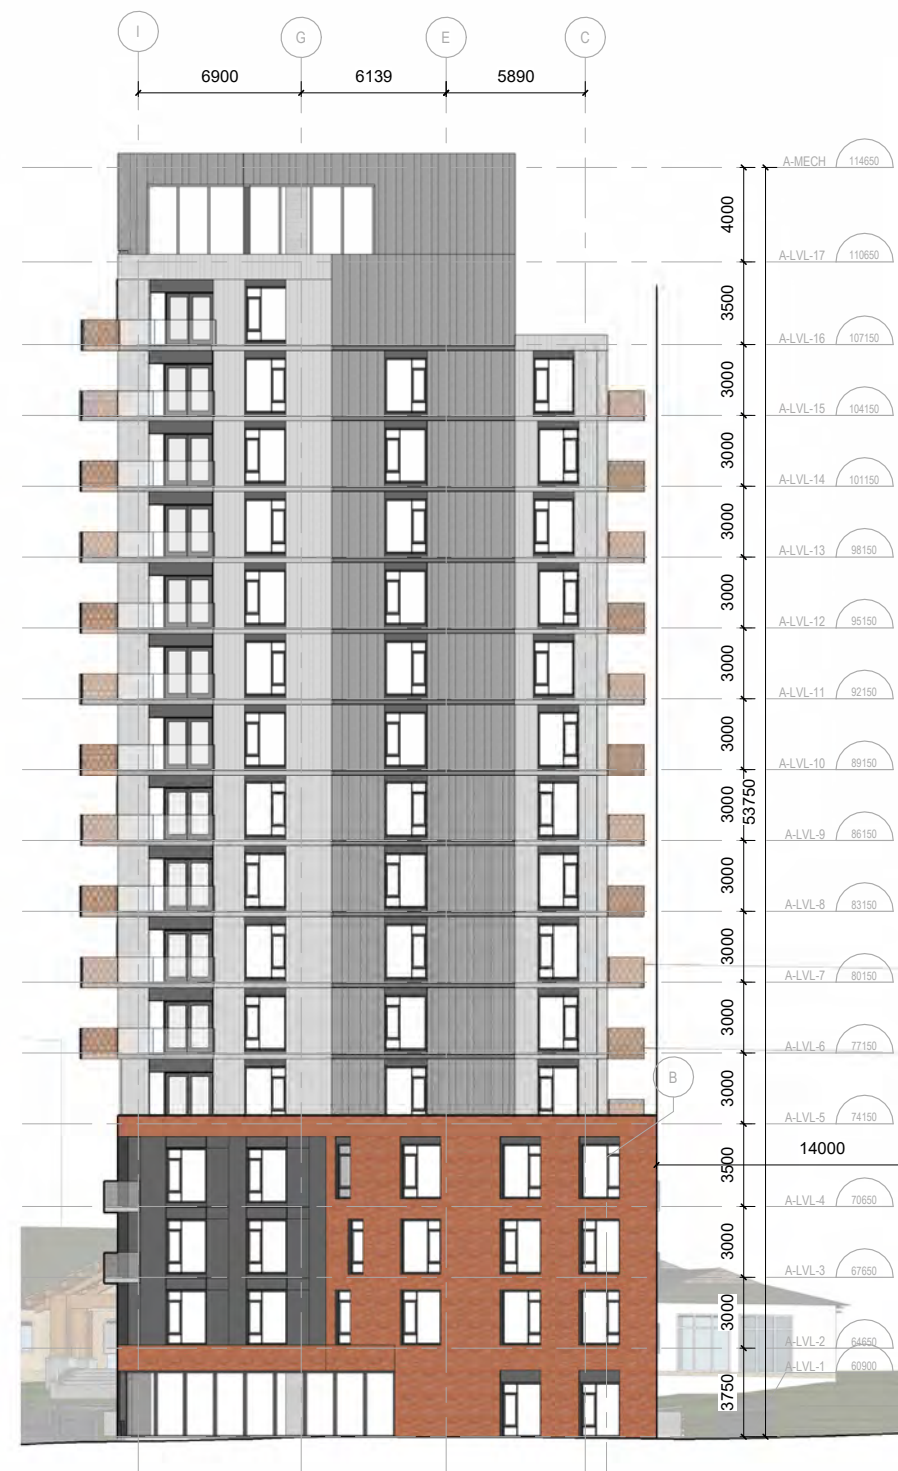 I G E C
6900 6139 5890
A-MECH 114650
4000
A-LVL-17 110650
3500
A-LVL-16 107150
3000
A-LVL-15 104150
3000
A-LVL-14 101150
3000
A-LVL-13 98150
3000
A-LVL-12 95150
3000
A-LVL-11 92150
3000
A-LVL-10 89150
3000
53750
A-LVL-9 86150
3000
A-LVL-8 83150
3000
A-LVL-7 80150
3000
A-LVL-6 77150
3000
B
A-LVL-5 74150
14000
3500
A-LVL-4 70650
3000
A-LVL-3 67650
3000
A-LVL-2 64650
A-LVL-1 60900
3750